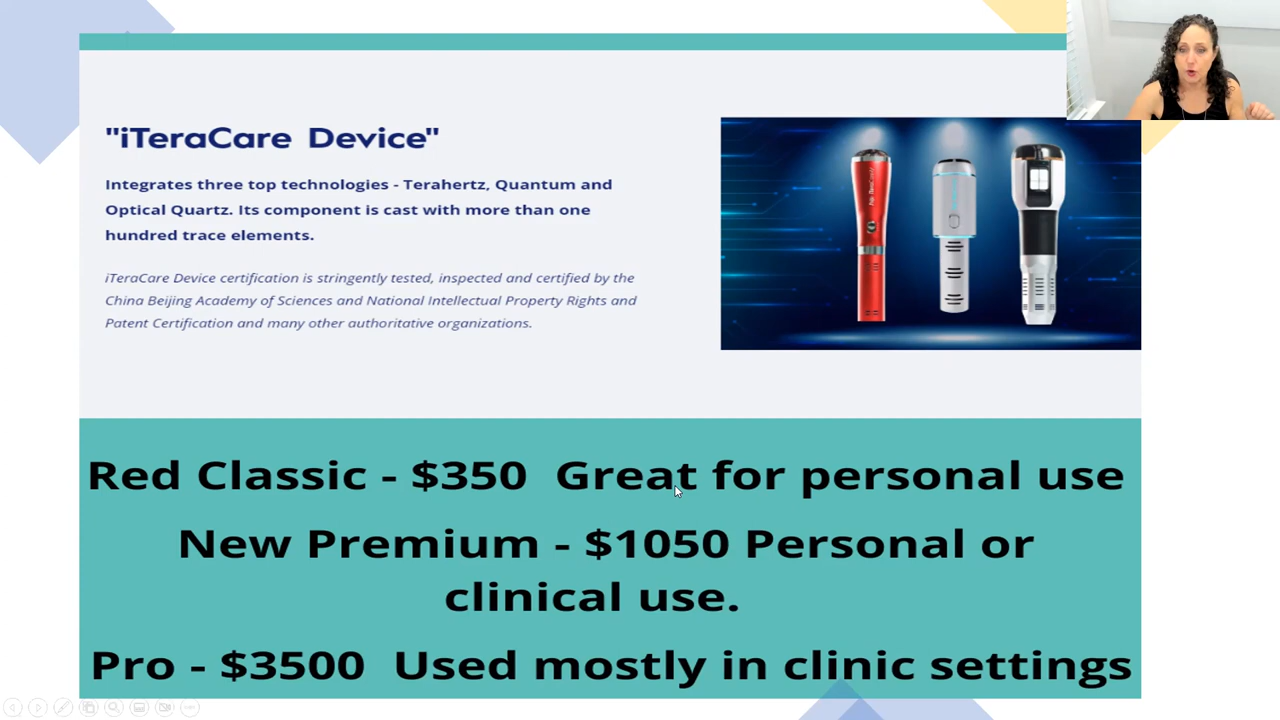 "iTeraCare Device"
Integrates three top technologies - Terahertz, Quantum and
Optical Quartz. Its component is cast with more than one
hundred trace elements.
iTeraCare Device certification is stringently tested, inspected and certified by the
China Beijing Academy of Sciences and National Intellectual Property Rights and
Patent Certification and many other authoritative organizations.
Red Classic - $350 Great for personal use
New Premium - $1050 Personal or
clinical use.
Pro - $3500 Used mostly in clinic settings